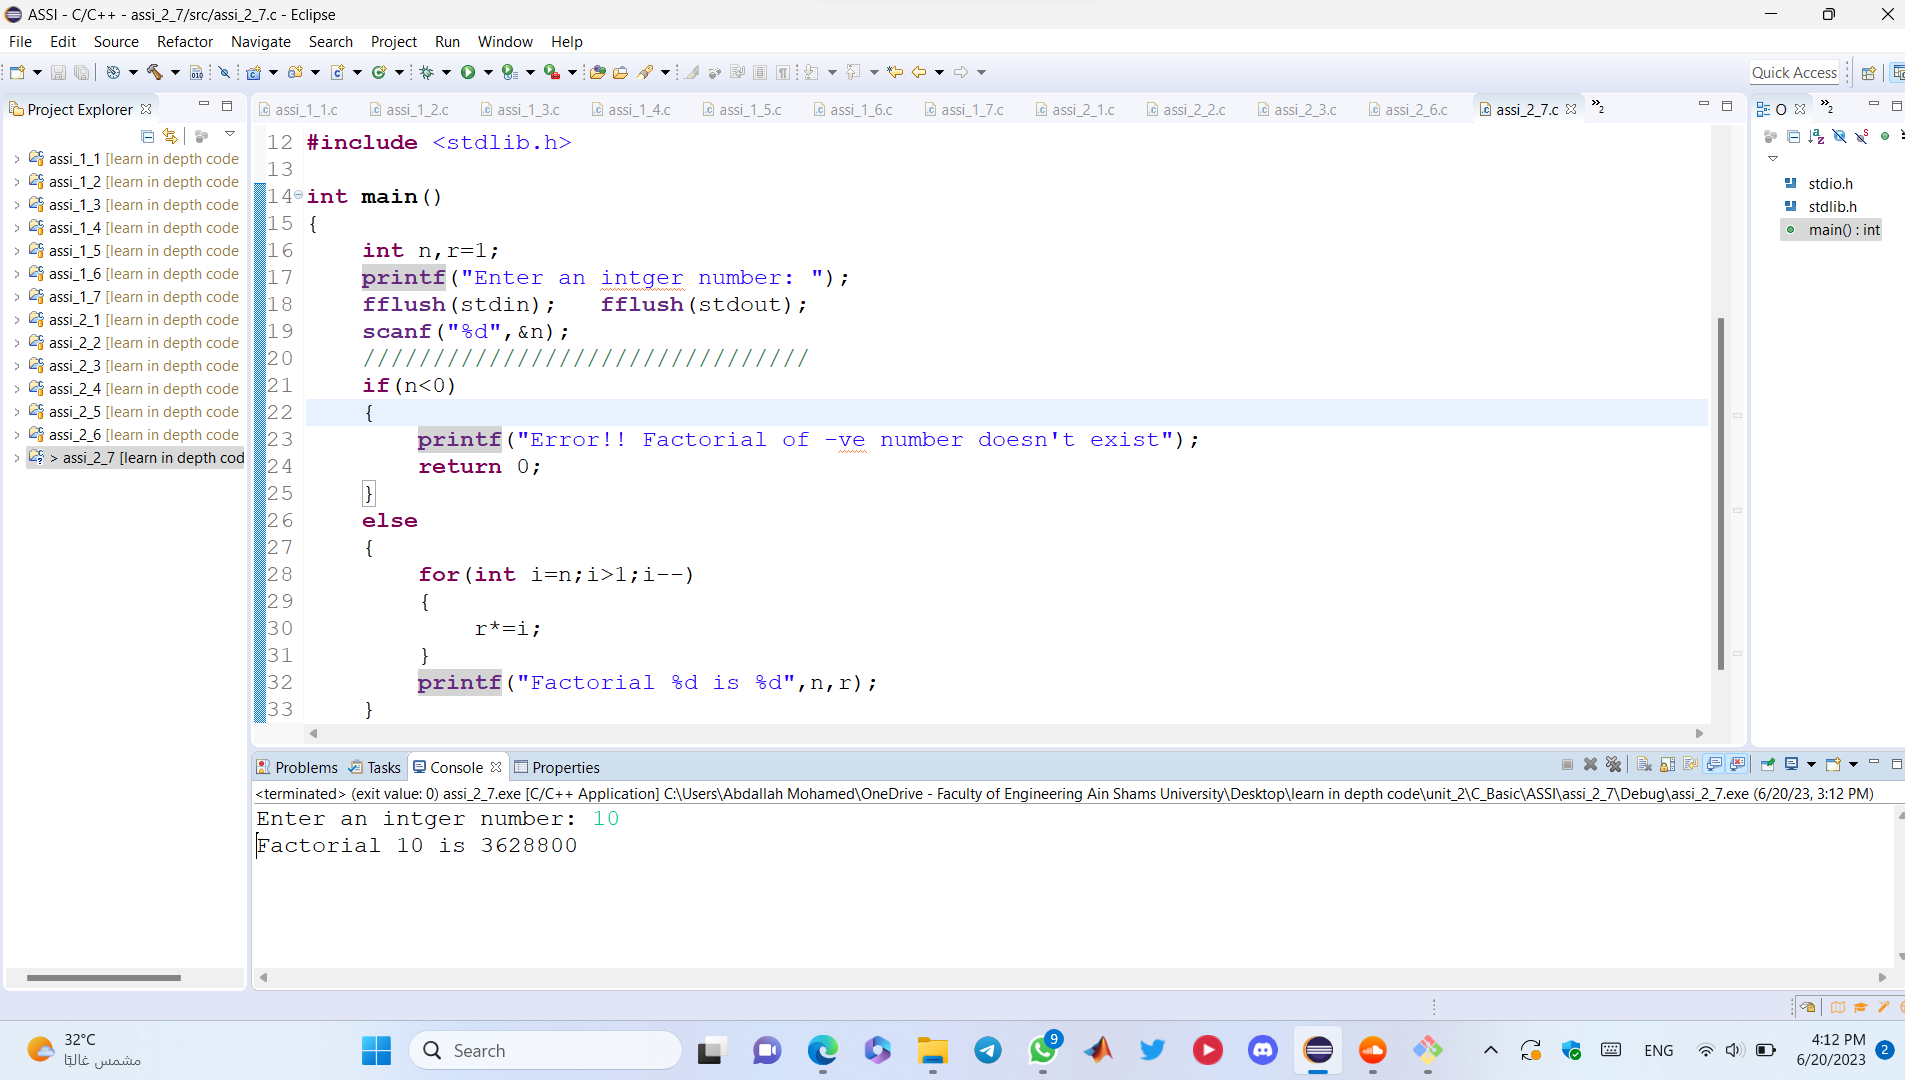 ASSI - C/C++ - assi_2_7/src/assi_2_7.c - Eclipse
File Edit Source Refactor Navigate Search Project Run Window Help
Quick Access
Project Explorer
assi_1_1 [learn in depth code
assi_1_2 [learn in depth code
assi_1_3 [learn in depth code
assi_1_4 [learn in depth code
assi_1_5 [learn in depth code
assi_1_6 [learn in depth code
assi_1_7 [learn in depth code
assi_2_1 [learn in depth code
assi_2_2 [learn in depth code
assi_2_3 [learn in depth code
assi_2_4 [learn in depth code
assi_2_5 [learn in depth code
assi_2_6 [learn in depth code
> assi_2_7 [learn in depth cod
assi_1_1.c assi_1_2.c assi_1_3.c assi_1_4.c assi_1_5.c assi_1_6.c assi_1_7.c assi_2_1.c assi_2_2.c assi_2_3.c assi_2_6.c assi_2_7.c »2
12 #include <stdlib.h>
13
14 int main()
15 {
16 int n,r=1;
17 printf("Enter an intger number: ");
18 fflush(stdin); fflush(stdout);
19 scanf("%d",&n);
20 ////////////////////////////////
21 if(n<0)
22 {
23 printf("Error!! Factorial of -ve number doesn't exist");
24 return 0;
25 }
26 else
27 {
28 for(int i=n;i>1;i--)
29 {
30 r*=i;
31 }
32 printf("Factorial %d is %d",n,r);
33 }
O »2
stdio.h
stdlib.h
main() : int
Problems Tasks Console Properties
<terminated> (exit value: 0) assi_2_7.exe [C/C++ Application] C:\Users\Abdallah Mohamed\OneDrive - Faculty of Engineering Ain Shams University\Desktop\learn in depth code\unit_2\C_Basic\ASSI\assi_2_7\Debug\assi_2_7.exe (6/20/23, 3:12 PM)
Enter an intger number: 10
Factorial 10 is 3628800
32°C
مشمس غالبًا
Search
9
ENG
4:12 PM
6/20/2023
2